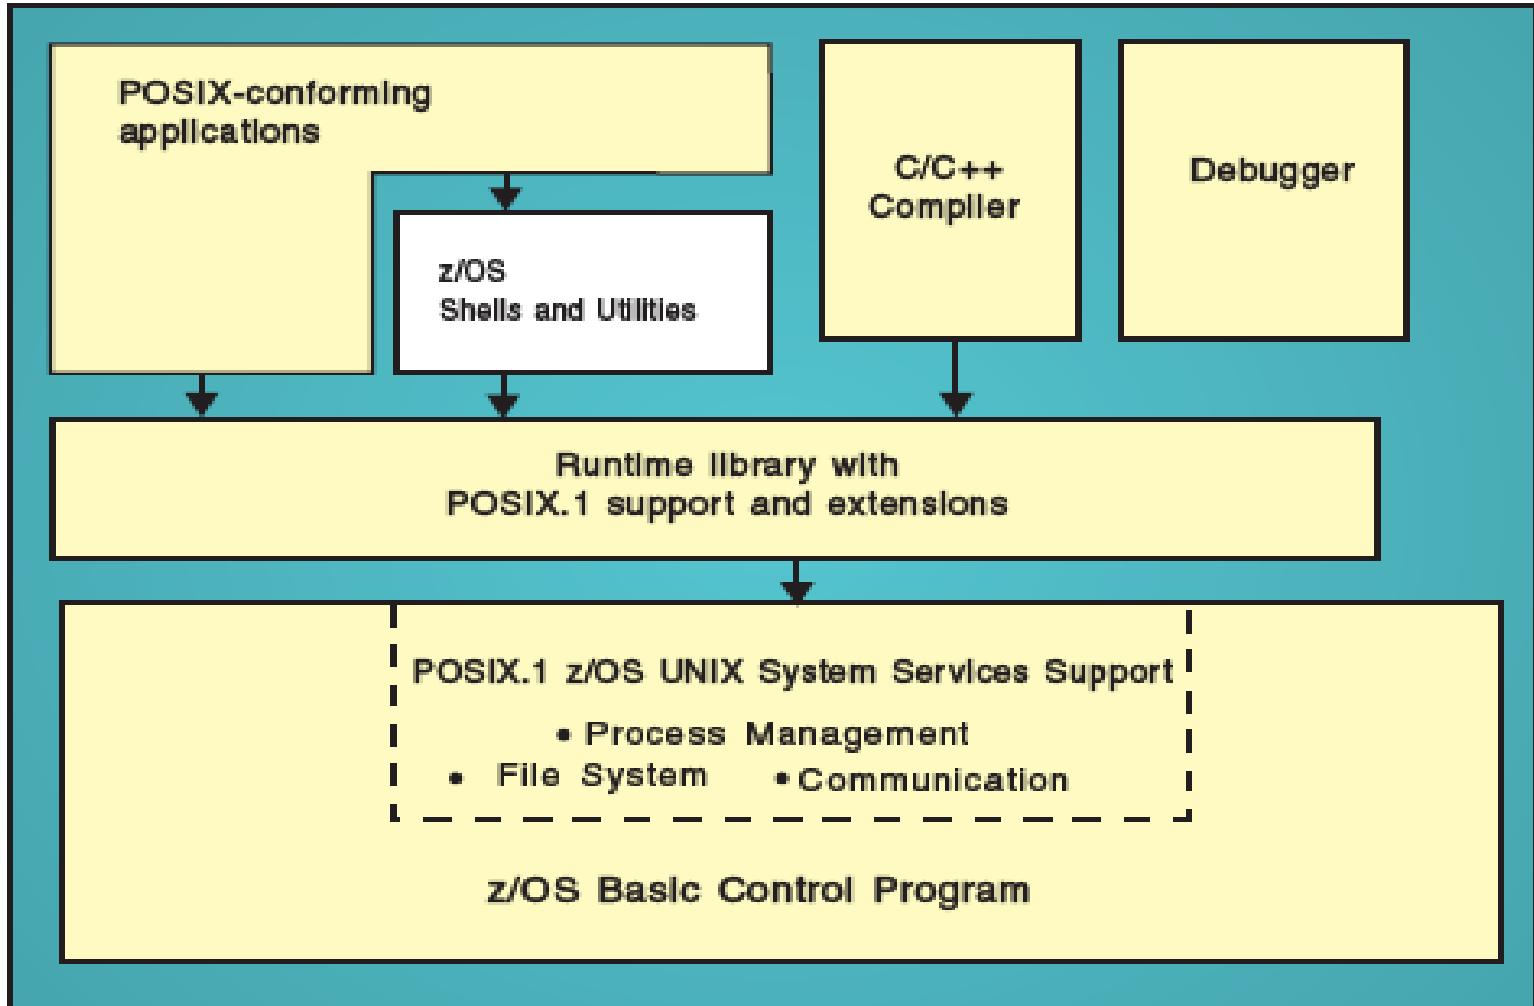 POSIX-conforming
applications
z/OS
Shells and Utilities
C/C++
Compiler
Debugger
Runtime library with
POSIX.1 support and extensions
POSIX.1 z/OS UNIX System Services Support
• Process Management
• File System • Communication
z/OS Basic Control Program